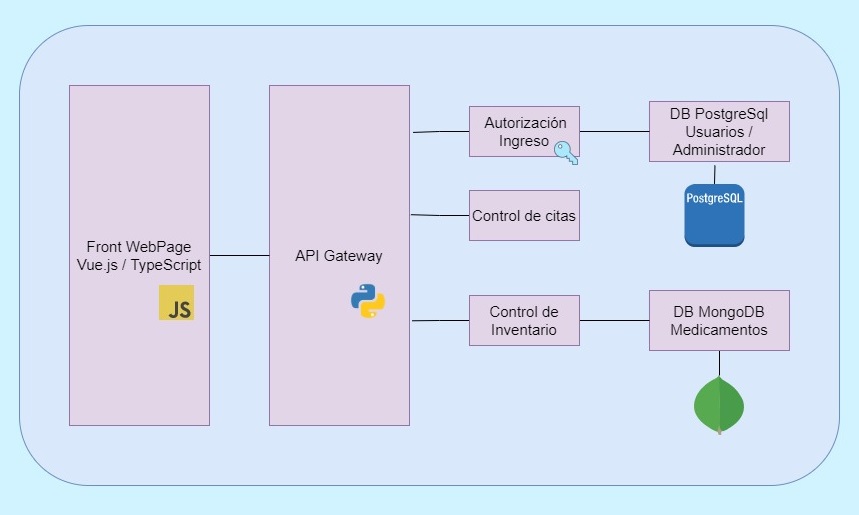 Front WebPage
Vue.js / TypeScript
JS
API Gateway
Autorización
Ingreso
Control de citas
Control de
Inventario
DB PostgreSql
Usuarios /
Administrador
PostgreSQL
DB MongoDB
Medicamentos